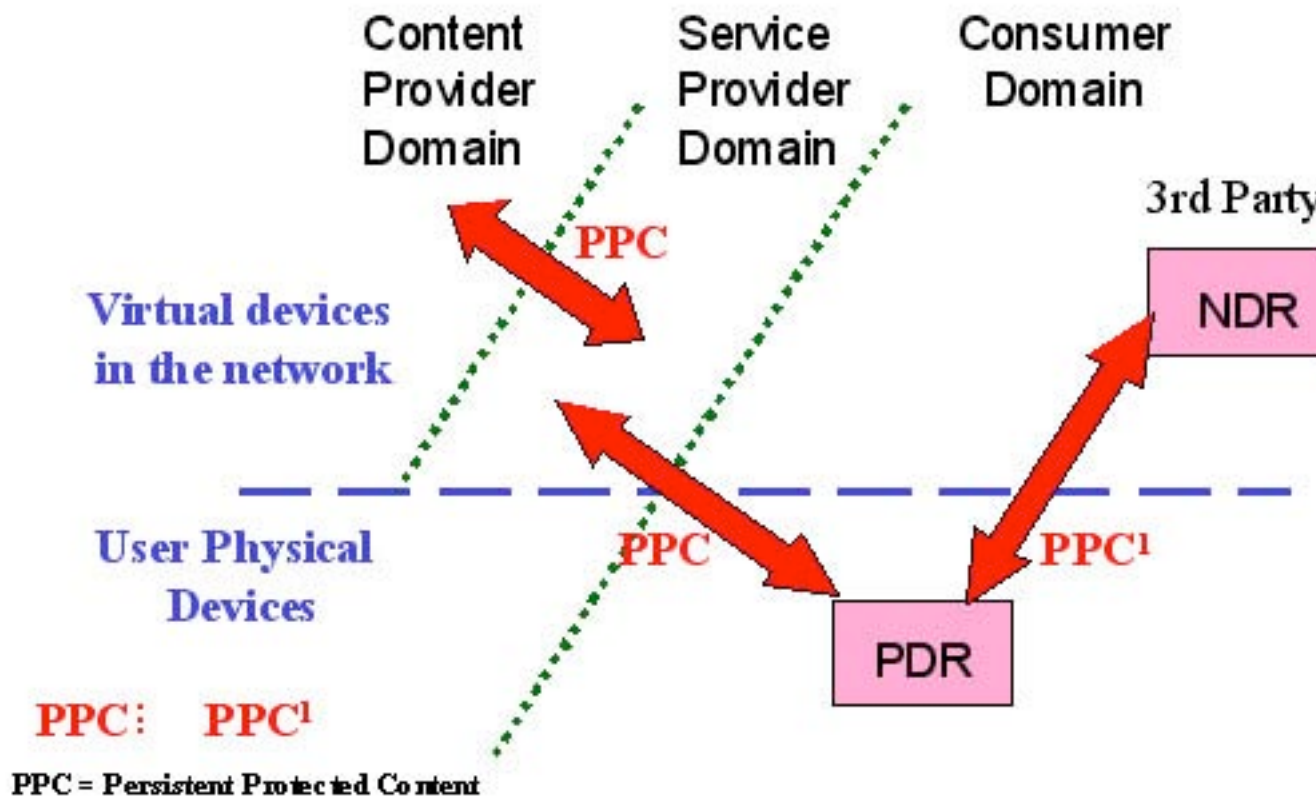 Content
Provider
Domain
Service
Provider
Domain
Consumer
Domain
3rd Party
PPC
NDR
Virtual devices
in the network
User Physical
Devices
PPC
PPC¹
PDR
PPC⋮ PPC¹
PPC = Persistent Protected Content